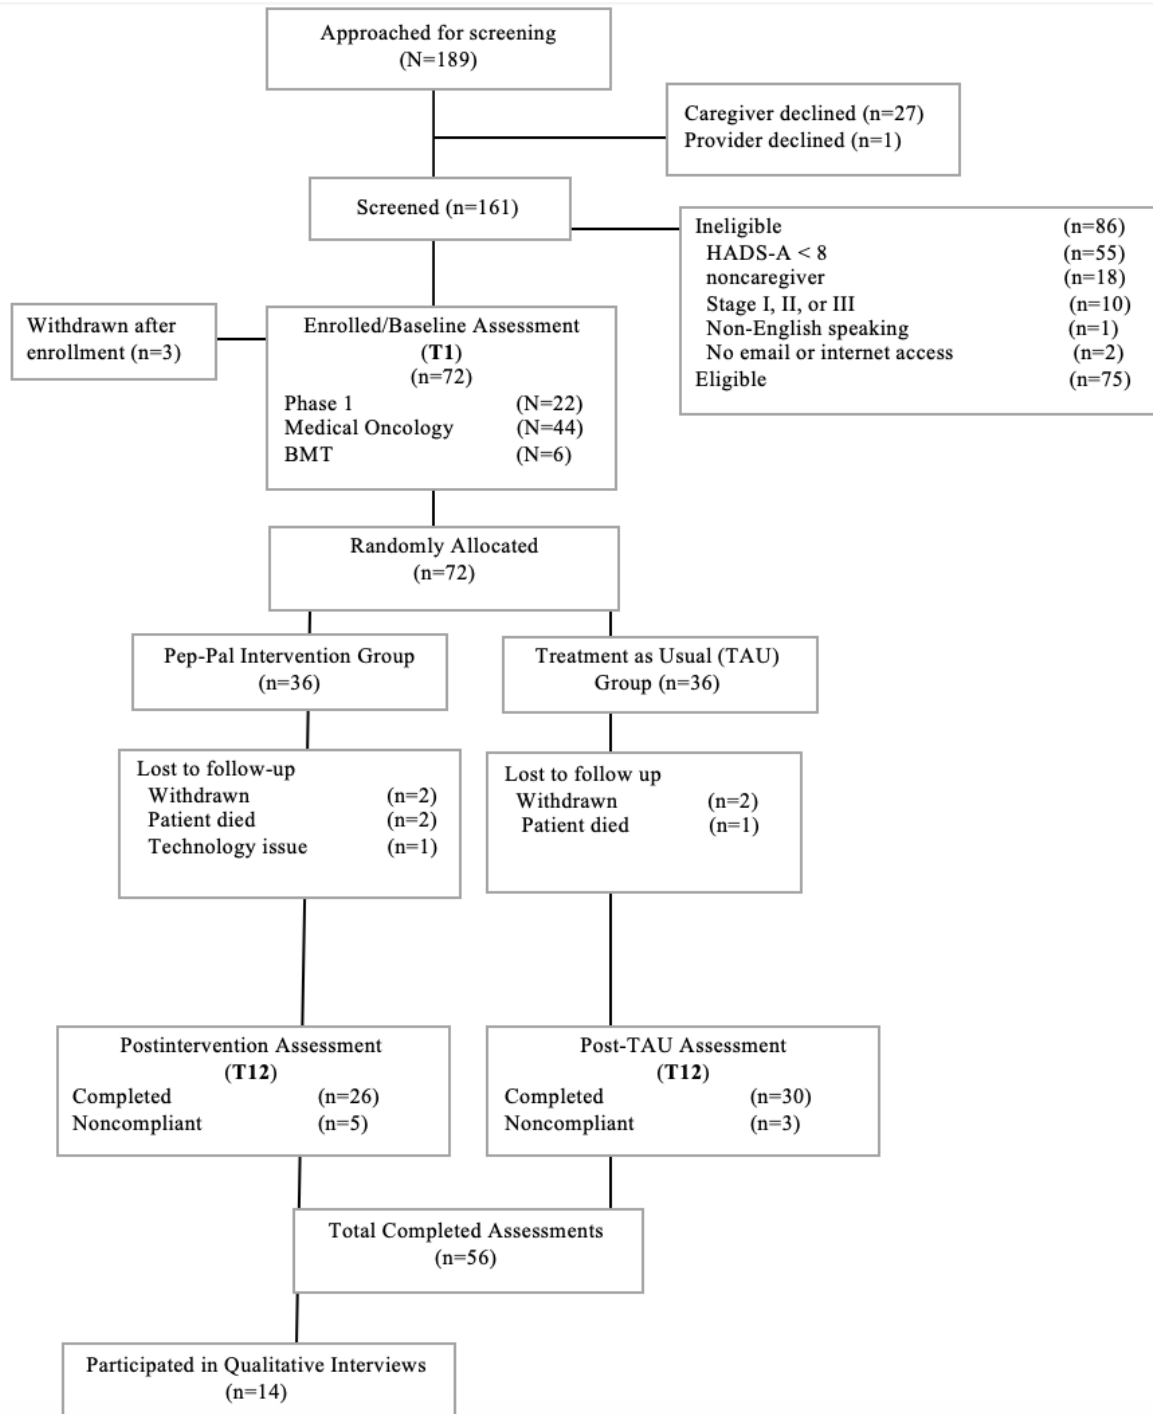 Approached for screening
(N=189)
Caregiver declined (n=27)
Provider declined (n=1)
Screened (n=161)
Ineligible (n=86)
HADS-A < 8 (n=55)
noncaregiver (n=18)
Stage I, II, or III (n=10)
Non-English speaking (n=1)
No email or internet access (n=2)
Eligible (n=75)
Withdrawn after
enrollment (n=3)
Enrolled/Baseline Assessment
(T1)
(n=72)
Phase 1 (N=22)
Medical Oncology (N=44)
BMT (N=6)
Randomly Allocated
(n=72)
Pep-Pal Intervention Group
(n=36)
Treatment as Usual (TAU)
Group (n=36)
Lost to follow-up
Withdrawn (n=2)
Patient died (n=2)
Technology issue (n=1)
Lost to follow up
Withdrawn (n=2)
Patient died (n=1)
Postintervention Assessment
(T12)
Completed (n=26)
Noncompliant (n=5)
Post-TAU Assessment
(T12)
Completed (n=30)
Noncompliant (n=3)
Total Completed Assessments
(n=56)
Participated in Qualitative Interviews
(n=14)